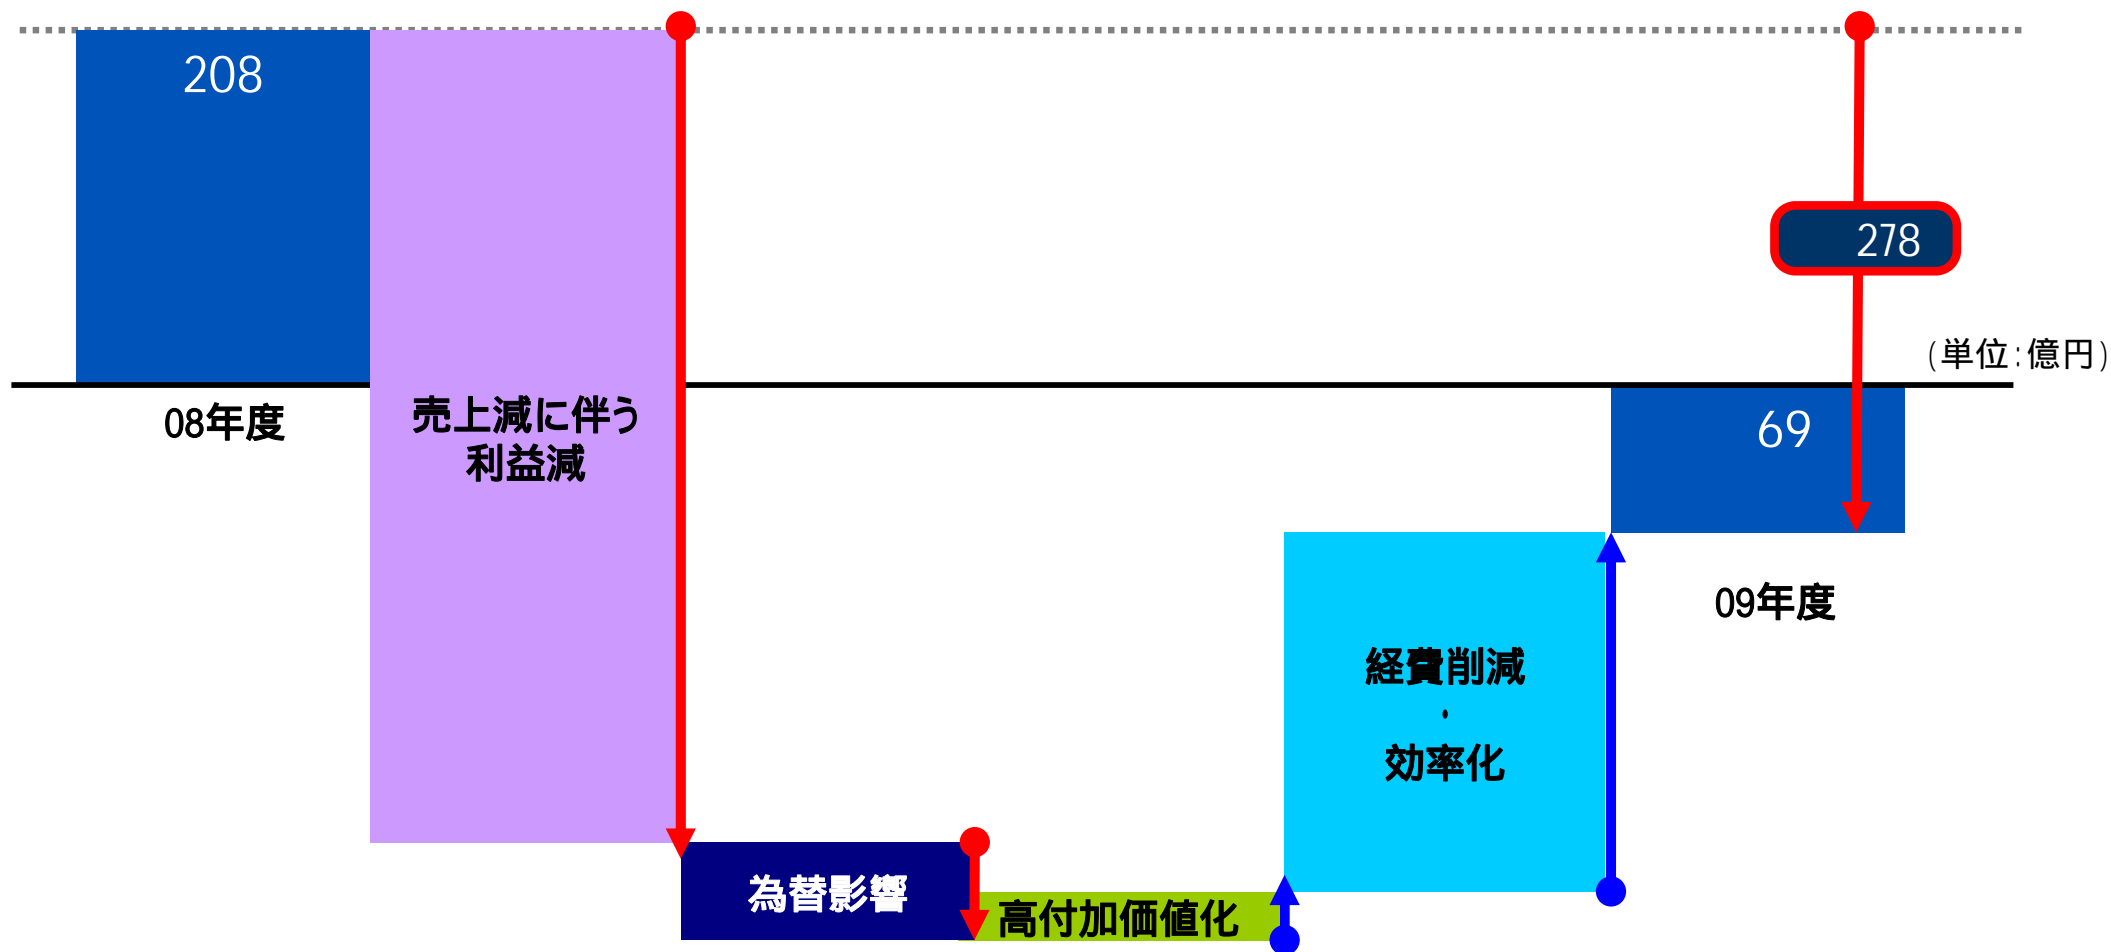 208
278
(単位:億円)
08年度
売上減に伴う
利益減
69
09年度
経費削減
・
効率化
為替影響
高付加価値化